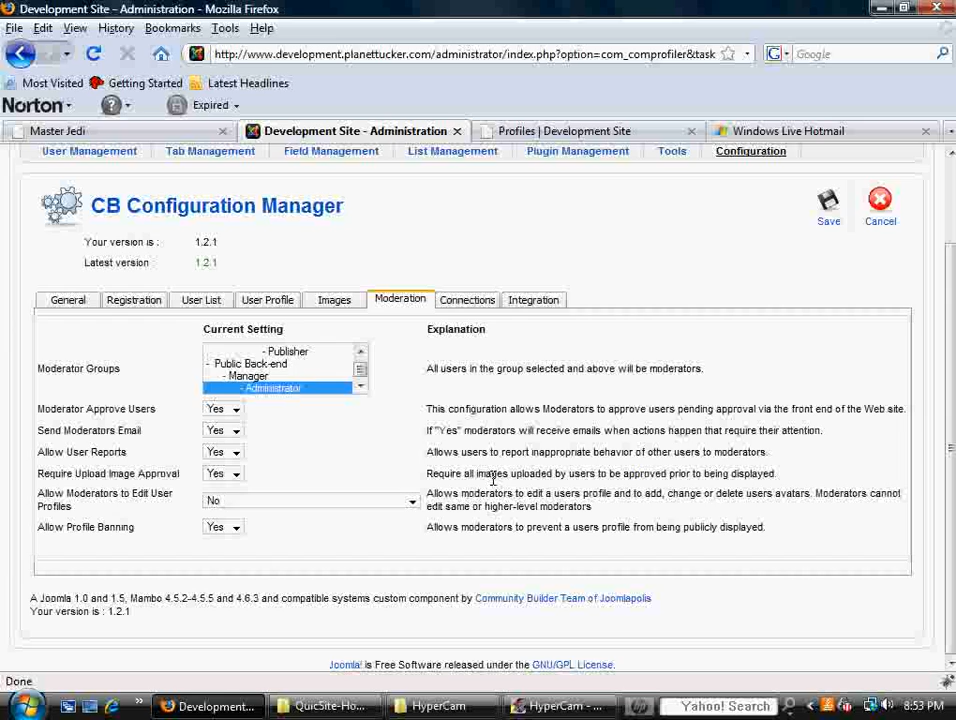 Development Site - Administration - Mozilla Firefox
File Edit View History Bookmarks Tools Help
http://www.development.planettucker.com/administrator/index.php?option=com_comprofiler&task
Google
Most Visited Getting Started Latest Headlines
Norton Expired
Master Jedi
Development Site - Administration
Profiles | Development Site
Windows Live Hotmail
User Management Tab Management Field Management List Management Plugin Management Tools Configuration
CB Configuration Manager
Save Cancel
Your version is : 1.2.1
Latest version : 1.2.1
General Registration User List User Profile Images Moderation Connections Integration
Current Setting Explanation
- Publisher
- Public Back-end
- Manager
- Administrator
Moderator Groups All users in the group selected and above will be moderators.
Moderator Approve Users Yes This configuration allows Moderators to approve users pending approval via the front end of the Web site.
Send Moderators Email Yes If "Yes" moderators will receive emails when actions happen that require their attention.
Allow User Reports Yes Allows users to report inappropriate behavior of other users to moderators.
Require Upload Image Approval Yes Require all images uploaded by users to be approved prior to being displayed.
Allow Moderators to Edit User Profiles No Allows moderators to edit a users profile and to add, change or delete users avatars. Moderators cannot edit same or higher-level moderators
Allow Profile Banning Yes Allows moderators to prevent a users profile from being publicly displayed.
A Joomla 1.0 and 1.5, Mambo 4.5.2-4.5.5 and 4.6.3 and compatible systems custom component by Community Builder Team of Joomlapolis
Your version is : 1.2.1
Joomla! is Free Software released under the GNU/GPL License.
Done
Developmen... QuicSite-Ho... HyperCam HyperCam - ... Yahoo! Search 8:53 PM